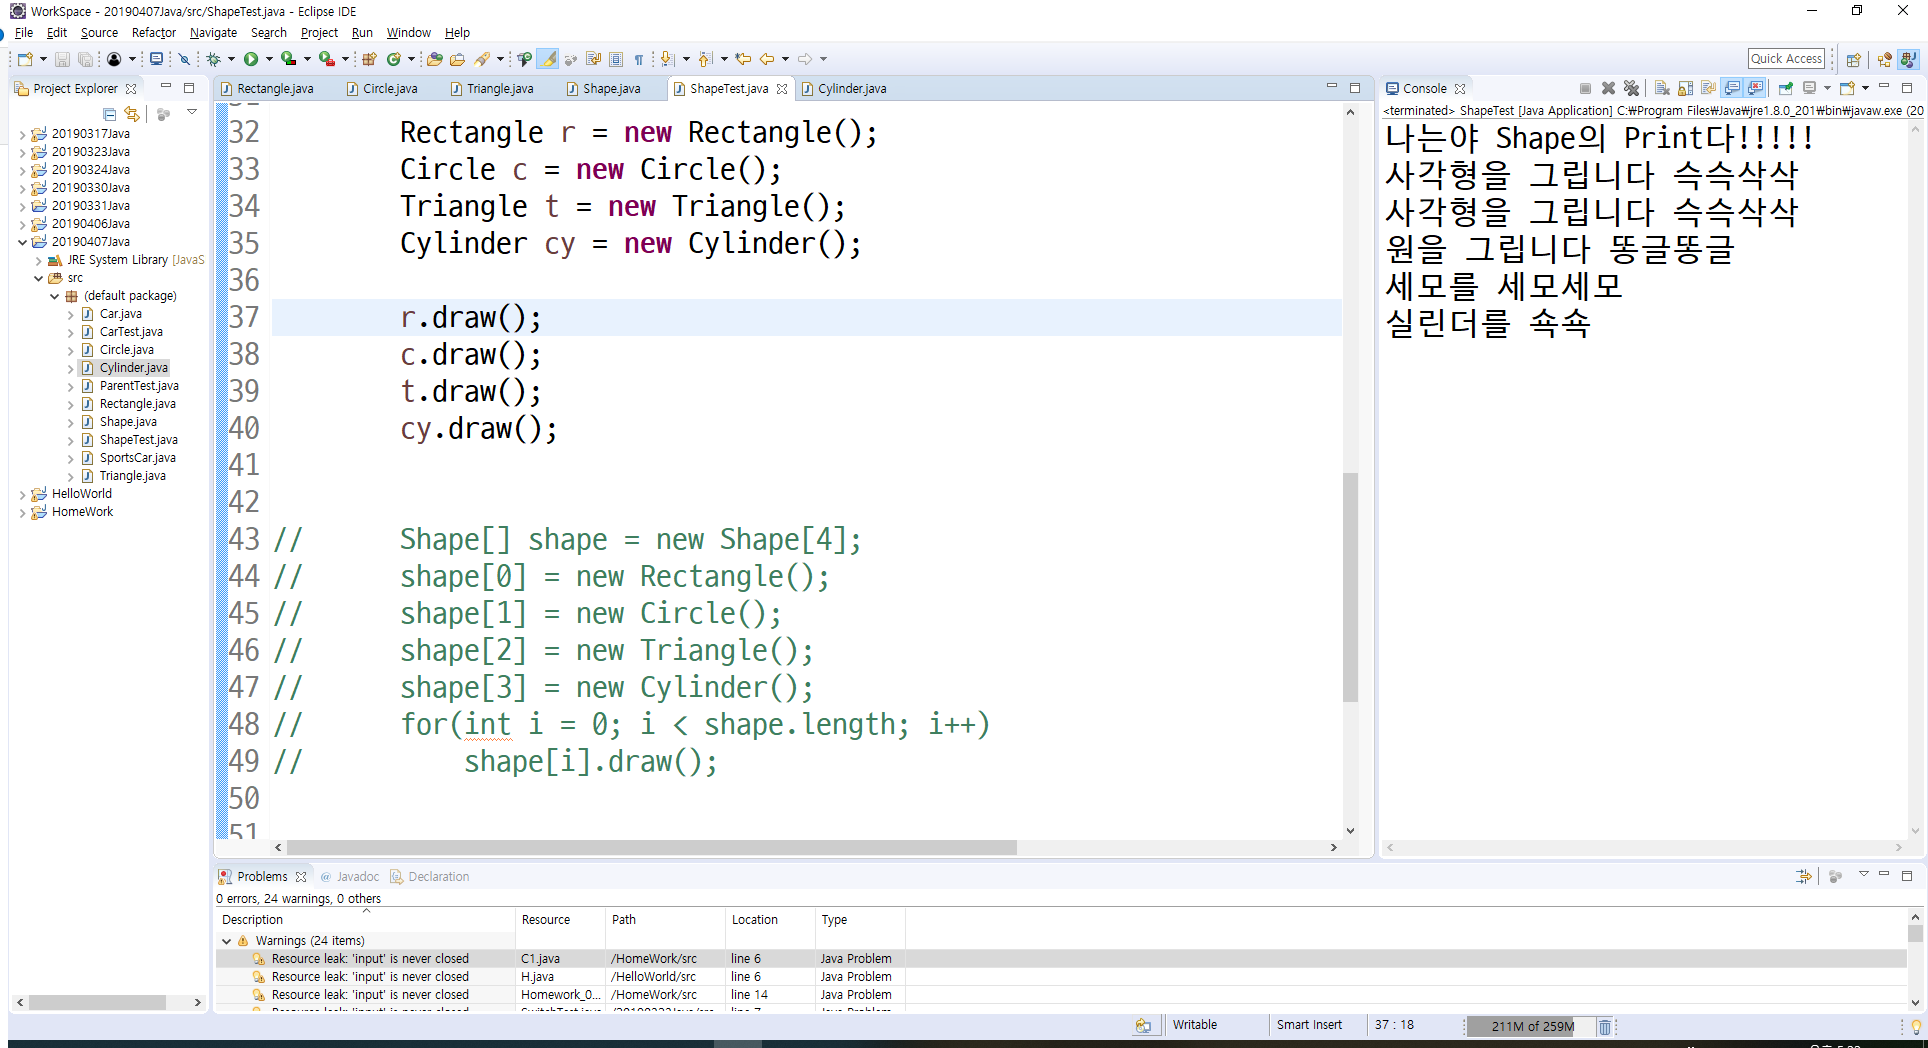 WorkSpace - 20190407Java/src/ShapeTest.java - Eclipse IDE
File Edit Source Refactor Navigate Search Project Run Window Help
Quick Access
Project Explorer
20190317Java
20190323Java
20190324Java
20190330Java
20190331Java
20190406Java
20190407Java
JRE System Library [JavaS
src
(default package)
Car.java
CarTest.java
Circle.java
Cylinder.java
ParentTest.java
Rectangle.java
Shape.java
ShapeTest.java
SportsCar.java
Triangle.java
HelloWorld
HomeWork
Rectangle.java Circle.java Triangle.java Shape.java ShapeTest.java Cylinder.java
32 Rectangle r = new Rectangle();
33 Circle c = new Circle();
34 Triangle t = new Triangle();
35 Cylinder cy = new Cylinder();
36
37 r.draw();
38 c.draw();
39 t.draw();
40 cy.draw();
41
42
43 // Shape[] shape = new Shape[4];
44 // shape[0] = new Rectangle();
45 // shape[1] = new Circle();
46 // shape[2] = new Triangle();
47 // shape[3] = new Cylinder();
48 // for(int i = 0; i < shape.length; i++)
49 // shape[i].draw();
50
51
Console
<terminated> ShapeTest [Java Application] C:₩Program Files₩Java₩jre1.8.0_201₩bin₩javaw.exe (20
나는야 Shape의 Print다!!!!!
사각형을 그립니다 슥슥삭삭
사각형을 그립니다 슥슥삭삭
원을 그립니다 똥글똥글
세모를 세모세모
실린더를 쇽쇽
Problems @ Javadoc Declaration
0 errors, 24 warnings, 0 others
Description Resource Path Location Type
Warnings (24 items)
Resource leak: 'input' is never closed C1.java /HomeWork/src line 6 Java Problem
Resource leak: 'input' is never closed H.java /HelloWorld/src line 6 Java Problem
Resource leak: 'input' is never closed Homework_0... /HomeWork/src line 14 Java Problem
Writable Smart Insert 37 : 18 211M of 259M